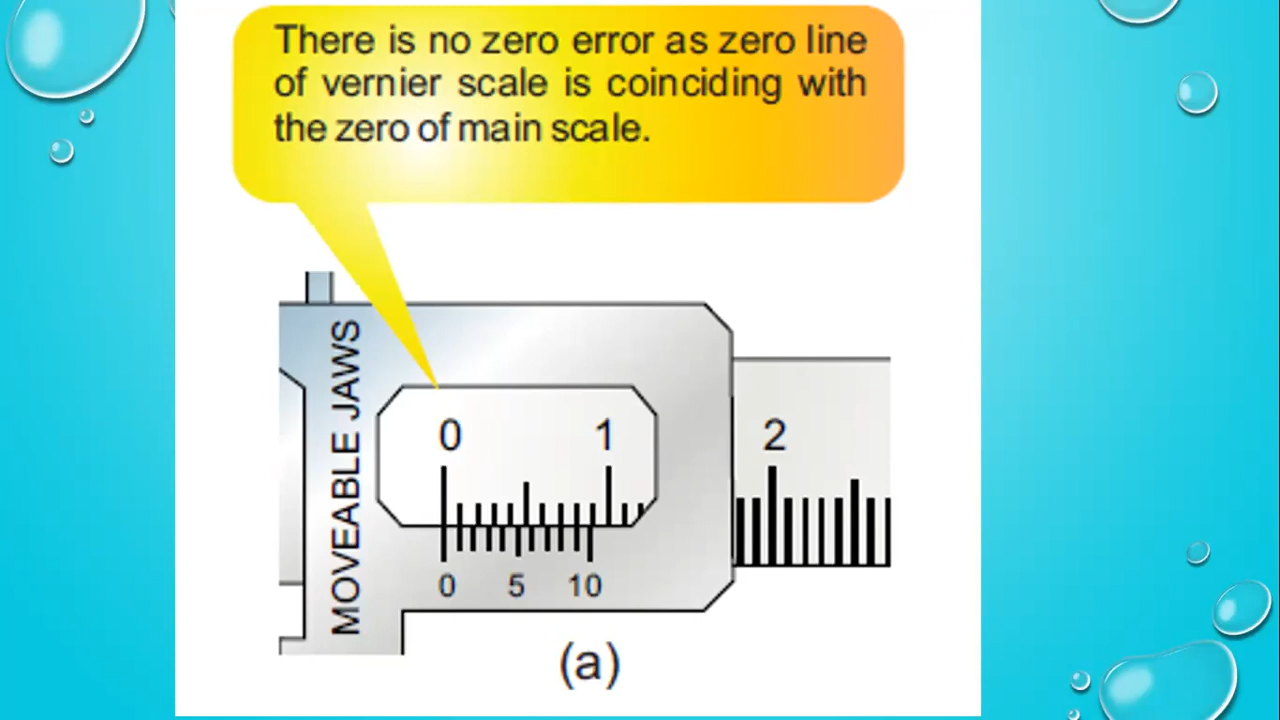 There is no zero error as zero line
of vernier scale is coinciding with
the zero of main scale.
MOVEABLE JAWS
0 1 2
0 5 10
(a)